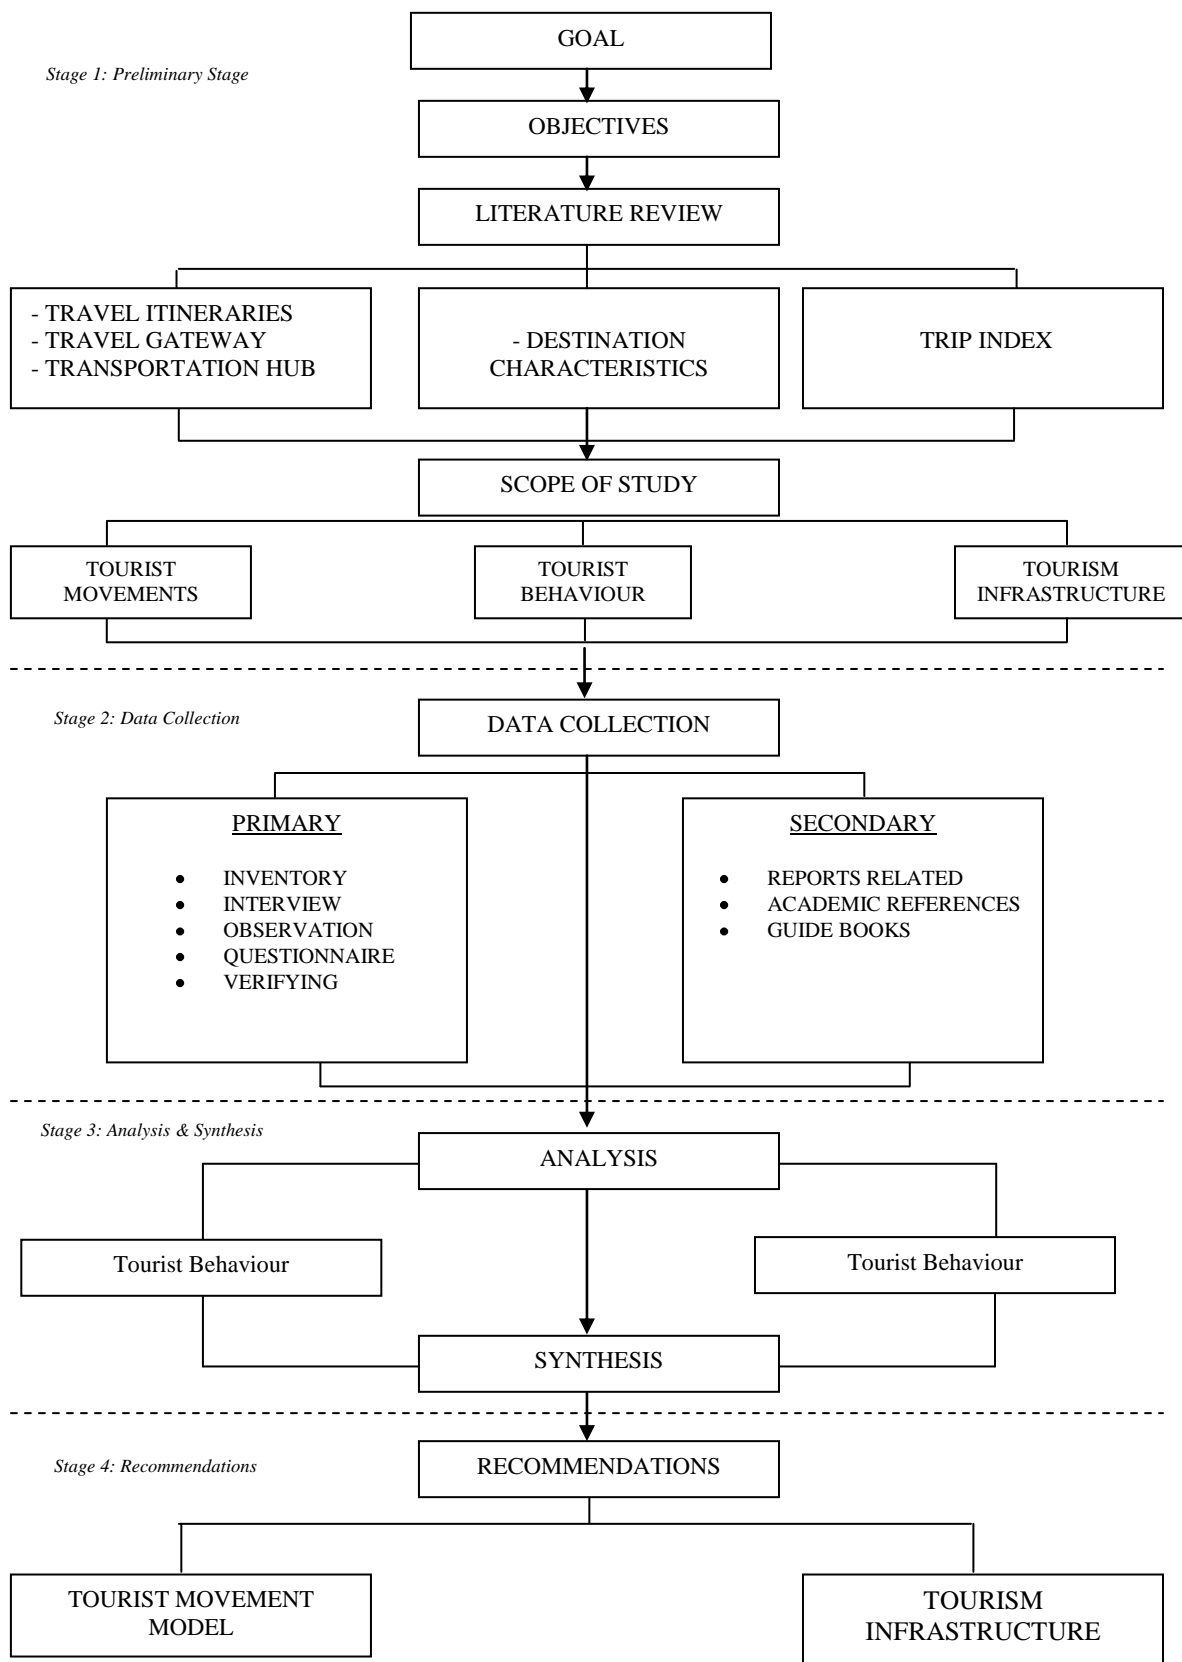 GOAL
Stage 1: Preliminary Stage
OBJECTIVES
LITERATURE REVIEW
- TRAVEL ITINERARIES
- TRAVEL GATEWAY
- TRANSPORTATION HUB
- DESTINATION
CHARACTERISTICS
TRIP INDEX
SCOPE OF STUDY
TOURIST
MOVEMENTS
TOURIST
BEHAVIOUR
TOURISM
INFRASTRUCTURE
Stage 2: Data Collection
DATA COLLECTION
PRIMARY
● INVENTORY
● INTERVIEW
● OBSERVATION
● QUESTIONNAIRE
● VERIFYING
SECONDARY
● REPORTS RELATED
● ACADEMIC REFERENCES
● GUIDE BOOKS
Stage 3: Analysis & Synthesis
ANALYSIS
Tourist Behaviour
Tourist Behaviour
SYNTHESIS
Stage 4: Recommendations
RECOMMENDATIONS
TOURIST MOVEMENT
MODEL
TOURISM
INFRASTRUCTURE